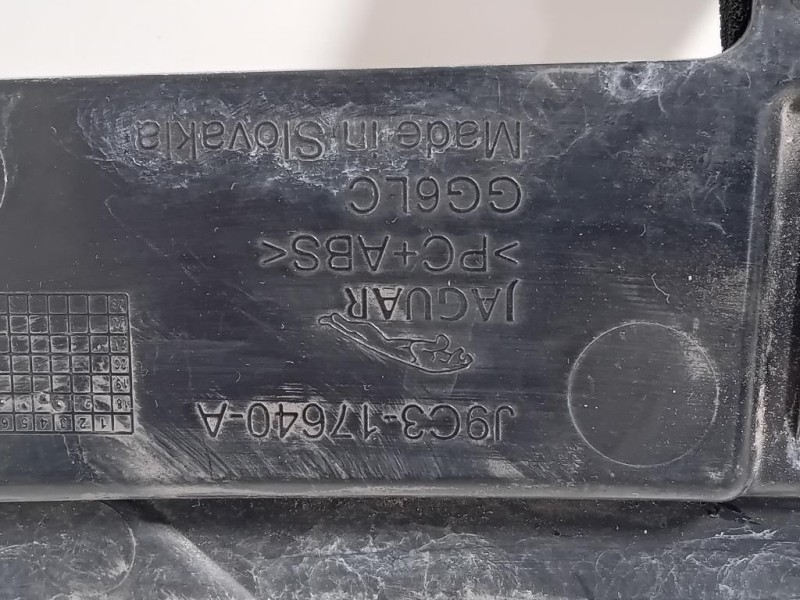 J9C3-17640-A
JAGUAR
>PC+ABS<
GG6LC
Made in Slovakia